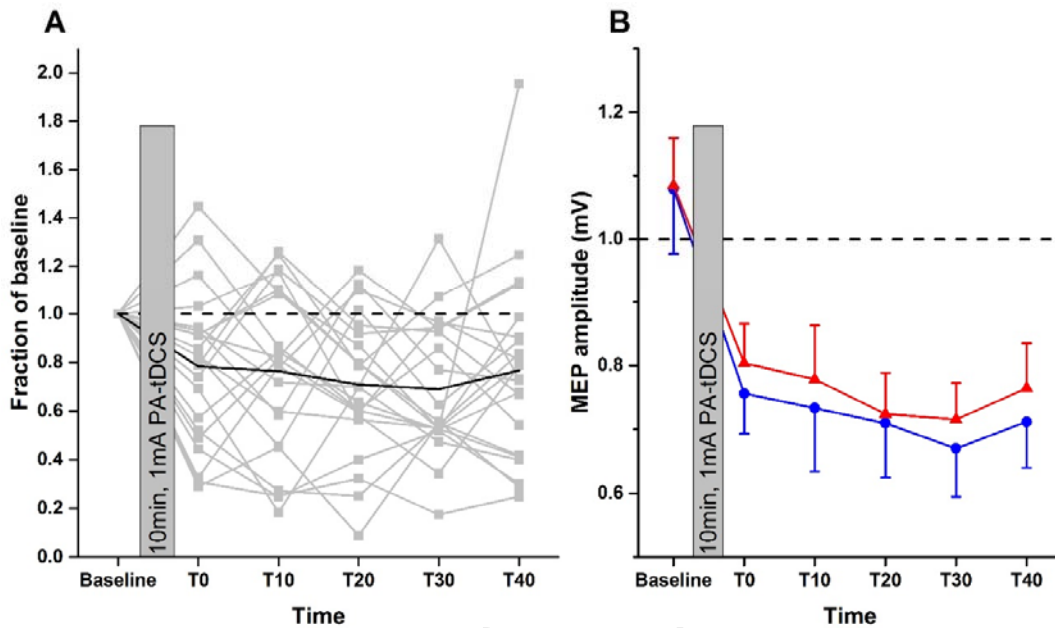 A
Fraction of baseline
2.0
1.8
1.6
1.4
1.2
1.0
0.8
0.6
0.4
0.2
0.0
10min, 1mA PA-tDCS
Baseline T0 T10 T20 T30 T40
Time
B
MEP amplitude (mV)
1.2
1.0
0.8
0.6
10min, 1mA PA-tDCS
Baseline T0 T10 T20 T30 T40
Time